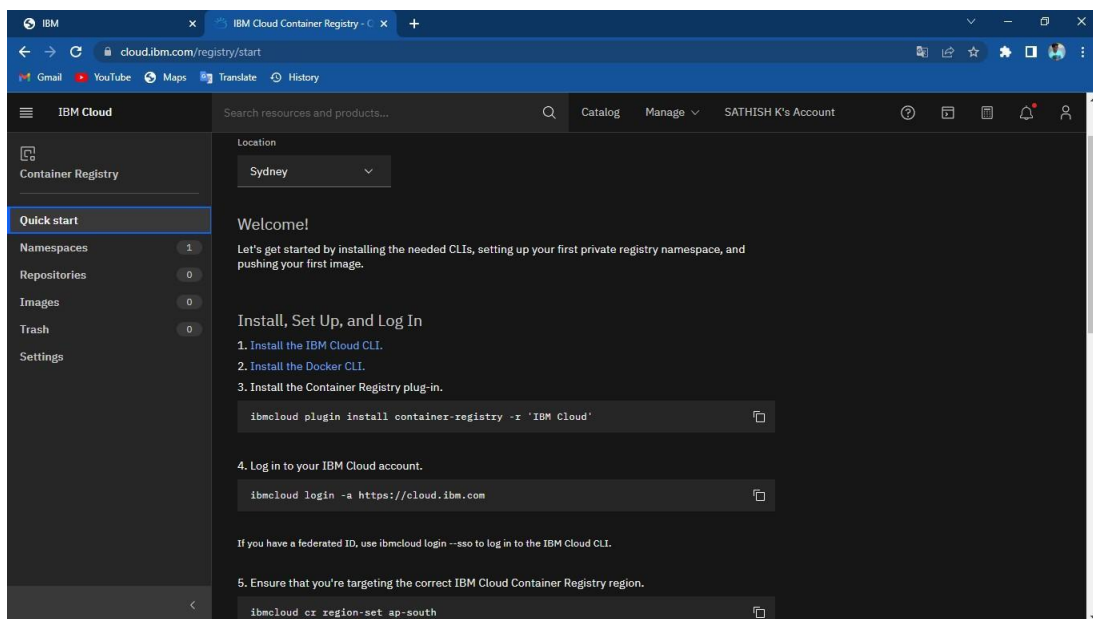 IBM
IBM Cloud Container Registry - C
cloud.ibm.com/registry/start
Gmail YouTube Maps Translate History
IBM Cloud Search resources and products... Catalog Manage SATHISH K's Account
Container Registry
Quick start
Namespaces 1
Repositories 0
Images 0
Trash 0
Settings
Location
Sydney
Welcome!
Let's get started by installing the needed CLIs, setting up your first private registry namespace, and
pushing your first image.
Install, Set Up, and Log In
1. Install the IBM Cloud CLI.
2. Install the Docker CLI.
3. Install the Container Registry plug-in.
ibmcloud plugin install container-registry -r 'IBM Cloud'
4. Log in to your IBM Cloud account.
ibmcloud login -a https://cloud.ibm.com
If you have a federated ID, use ibmcloud login --sso to log in to the IBM Cloud CLI.
5. Ensure that you're targeting the correct IBM Cloud Container Registry region.
ibmcloud cr region-set ap-south